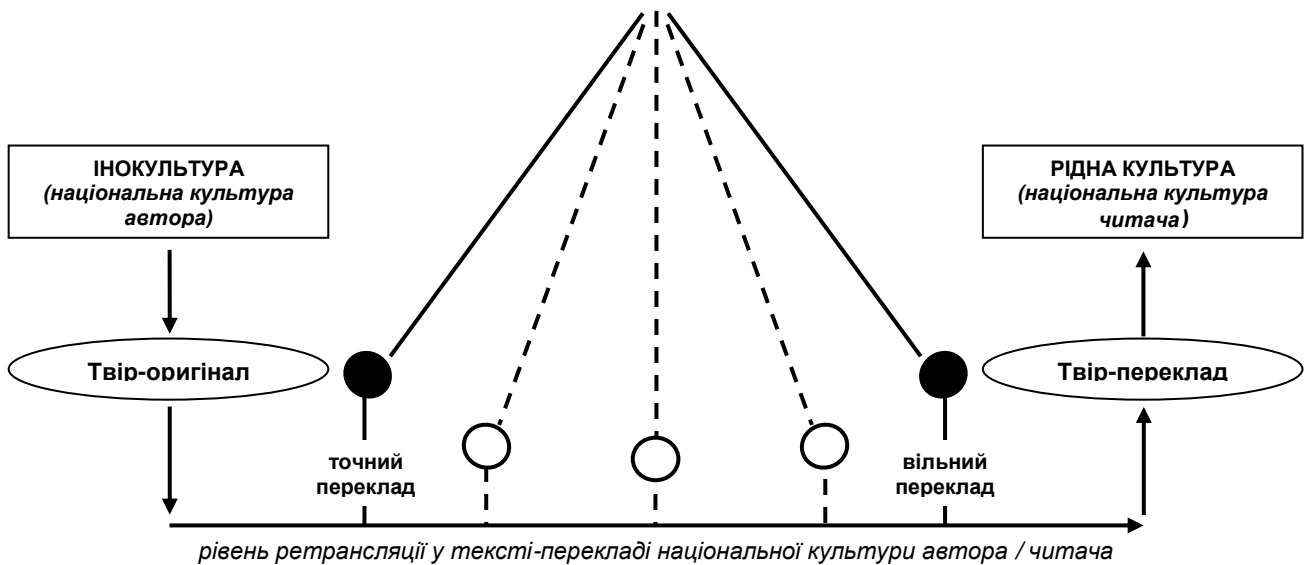 ІНОКУЛЬТУРА
(національна культура
автора)
РІДНА КУЛЬТУРА
(національна культура
читача)
Твір-оригінал
Твір-переклад
точний
переклад
вільний
переклад
рівень ретрансляції у тексті-перекладі національної культури автора / читача